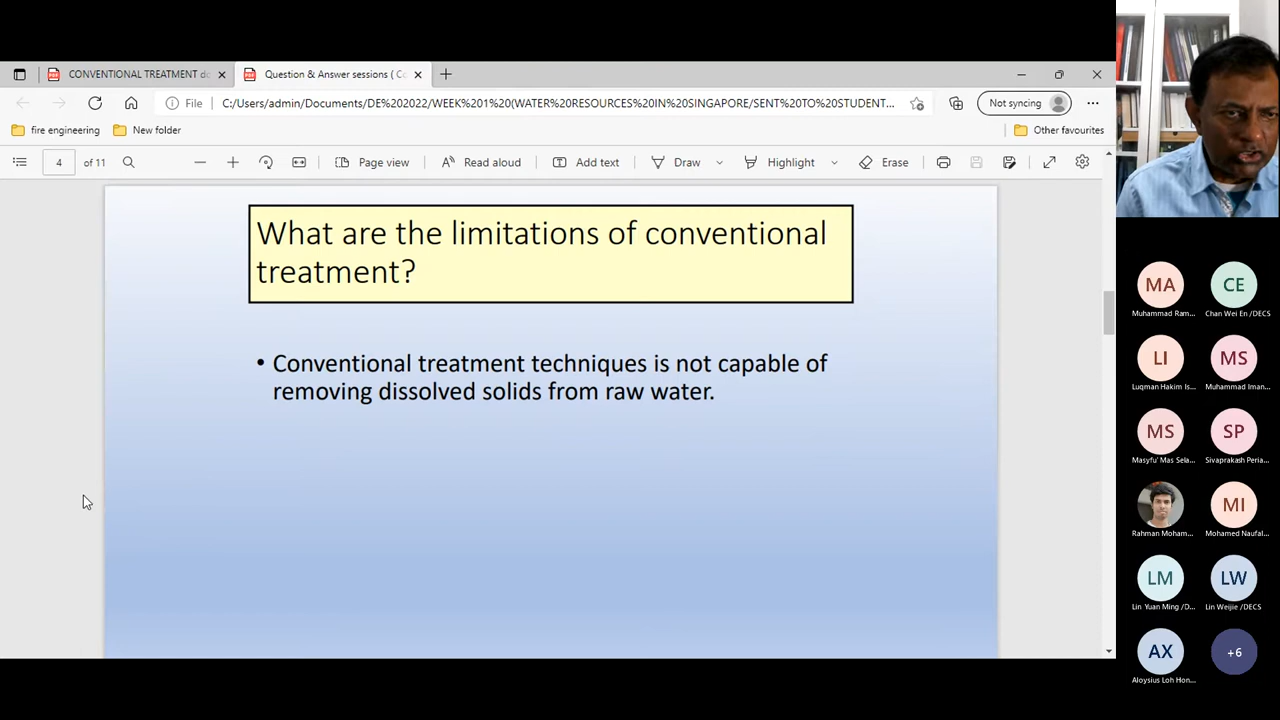 CONVENTIONAL TREATMENT do
Question & Answer sessions ( Co
File
C:/Users/admin/Documents/DE%202022/WEEK%201%20(WATER%20RESOURCES%20IN%20SINGAPORE/SENT%20TO%20STUDENT...
Not syncing
fire engineering
New folder
Other favourites
4 of 11
Page view
Read aloud
Add text
Draw
Highlight
Erase
What are the limitations of conventional
treatment?
• Conventional treatment techniques is not capable of
removing dissolved solids from raw water.
MA
CE
Muhammad Ram...
Chan Wei En /DECS
LI
MS
Luqman Hakim Is...
Muhammad Iman...
MS
SP
Masyfu' Mas Sela...
Sivaprakash Peria...
MI
Rahman Moham...
Mohamed Naufal...
LM
LW
Lin Yuan Ming /D...
Lin Weijie /DECS
AX
+6
Aloysius Loh Hon...